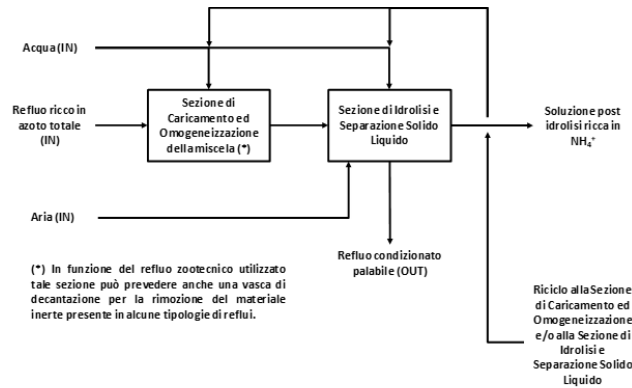 Acqua (IN)
Refluo ricco in
azoto totale
(IN)
Sezione di
Caricamento ed
Omogeneizzazione
della miscela (*)
Sezione di Idrolisi e
Separazione Solido
Liquido
Soluzione post
idrolisi ricca in
NH₄⁺
Aria (IN)
Refluo condizionato
palabile (OUT)
(*) In funzione del refluo zootecnico utilizzato
tale sezione può prevedere anche una vasca di
decantazione per la rimozione del materiale
inerte presente in alcune tipologie di reflui.
Riciclo alla Sezione
di Caricamento ed
Omogeneizzazione
e/o alla Sezione di
Idrolisi e
Separazione Solido
Liquido